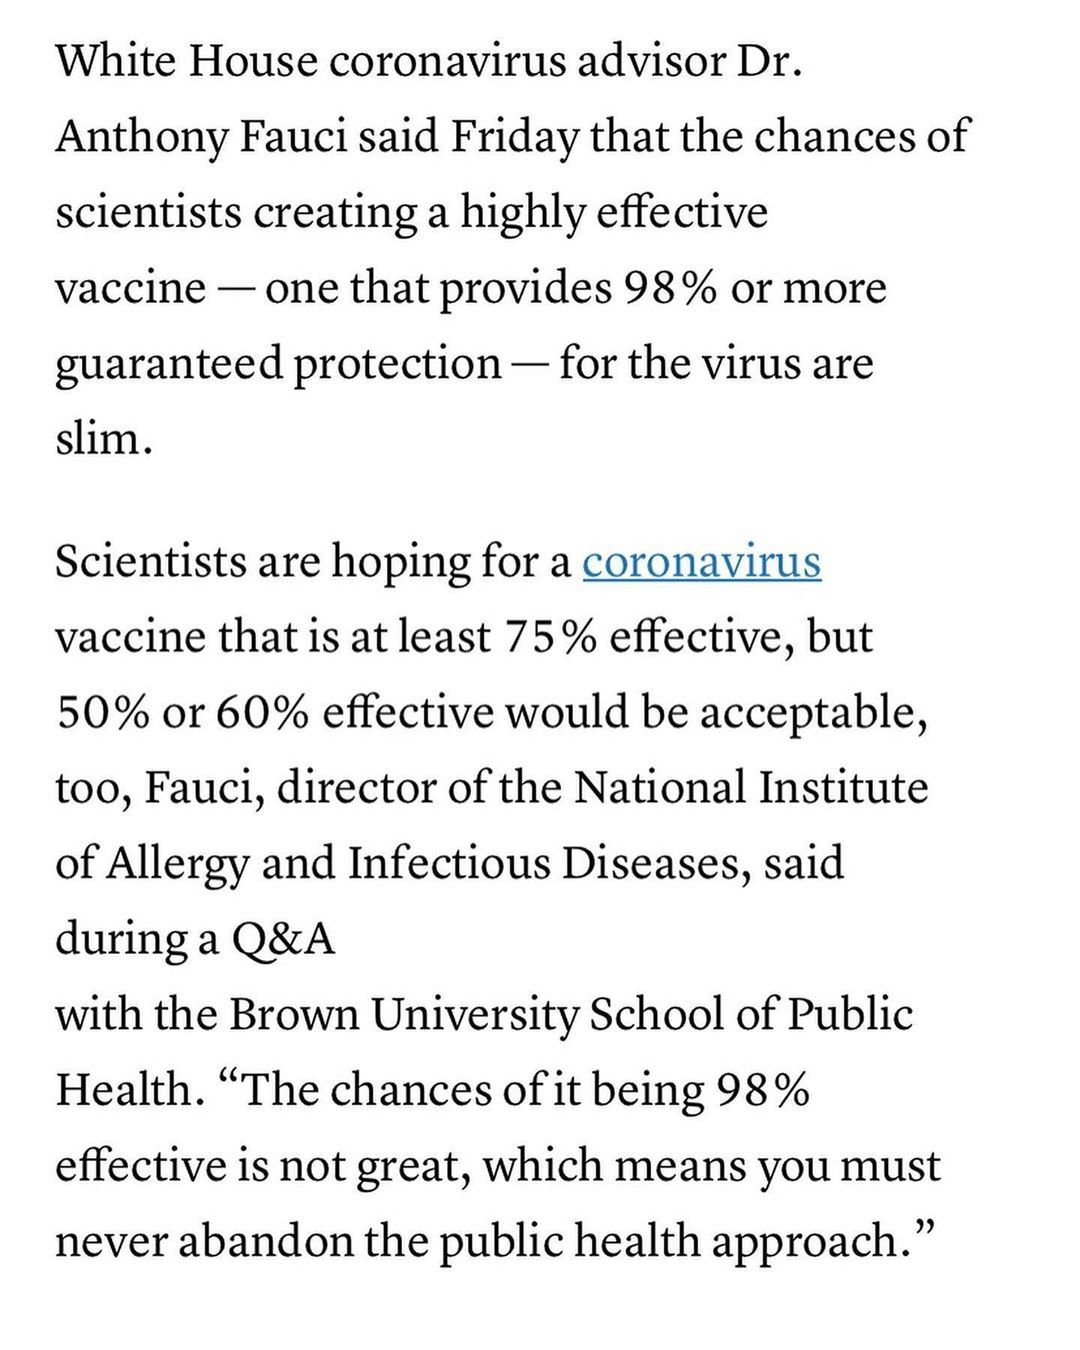 White House coronavirus advisor Dr.
Anthony Fauci said Friday that the chances of
scientists creating a highly effective
vaccine — one that provides 98% or more
guaranteed protection — for the virus are
slim.
Scientists are hoping for a coronavirus
vaccine that is at least 75% effective, but
50% or 60% effective would be acceptable,
too, Fauci, director of the National Institute
of Allergy and Infectious Diseases, said
during a Q&A
with the Brown University School of Public
Health. “The chances of it being 98%
effective is not great, which means you must
never abandon the public health approach.”